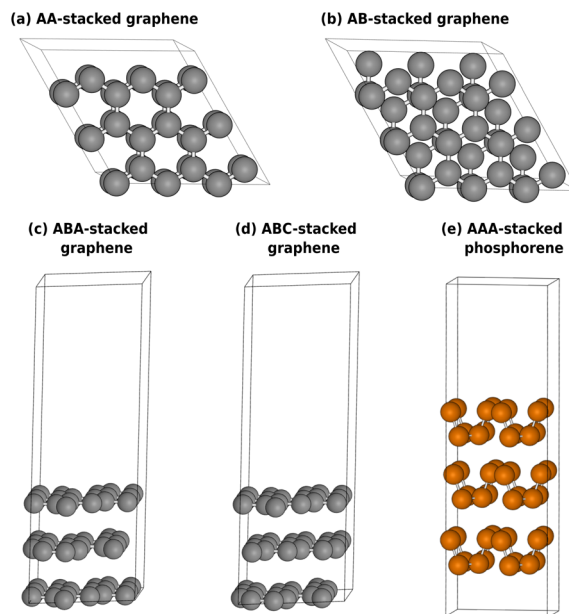 (a) AA-stacked graphene
(b) AB-stacked graphene
(c) ABA-stacked
graphene
(d) ABC-stacked
graphene
(e) AAA-stacked
phosphorene